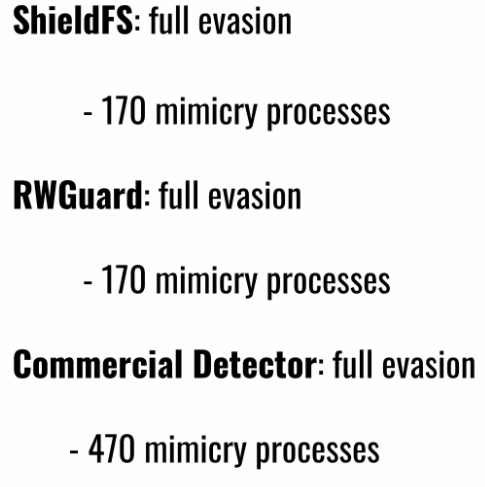 ShieldFS: full evasion
- 170 mimicry processes
RWGuard: full evasion
- 170 mimicry processes
Commercial Detector: full evasion
- 470 mimicry processes